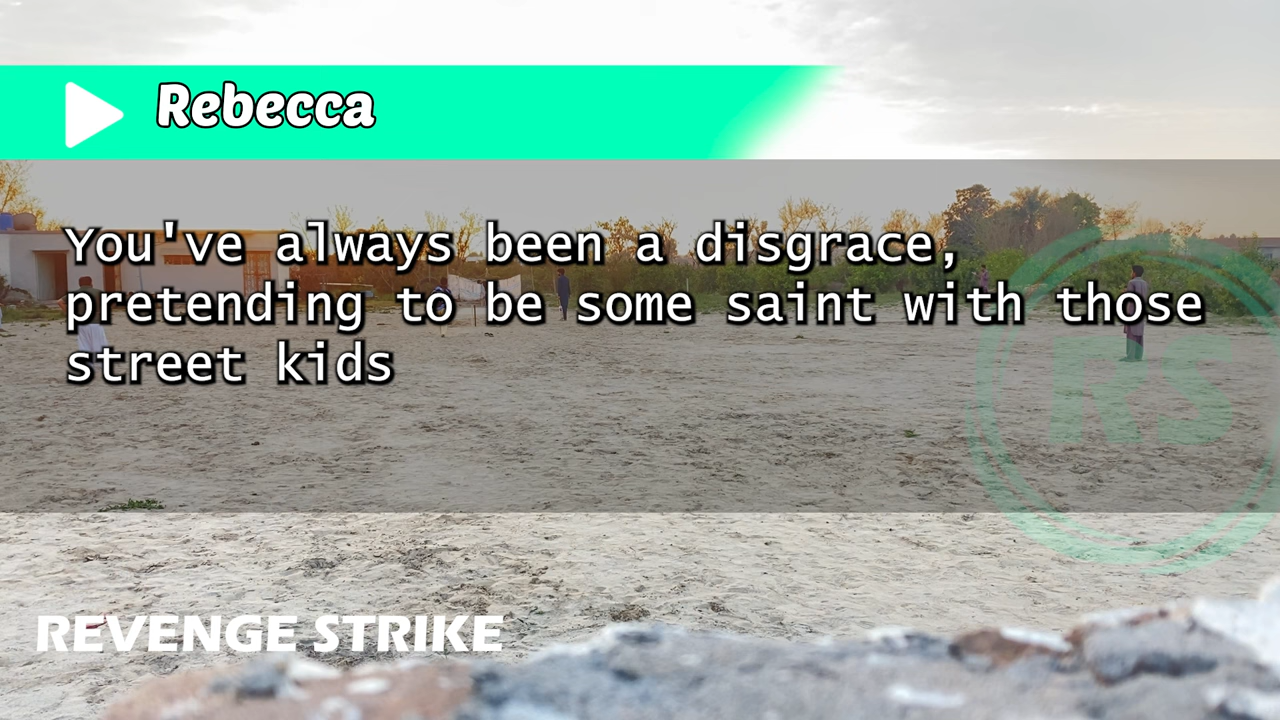 Rebecca
You've always been a disgrace,
pretending to be some saint with those
street kids
RS
REVENGE STRIKE